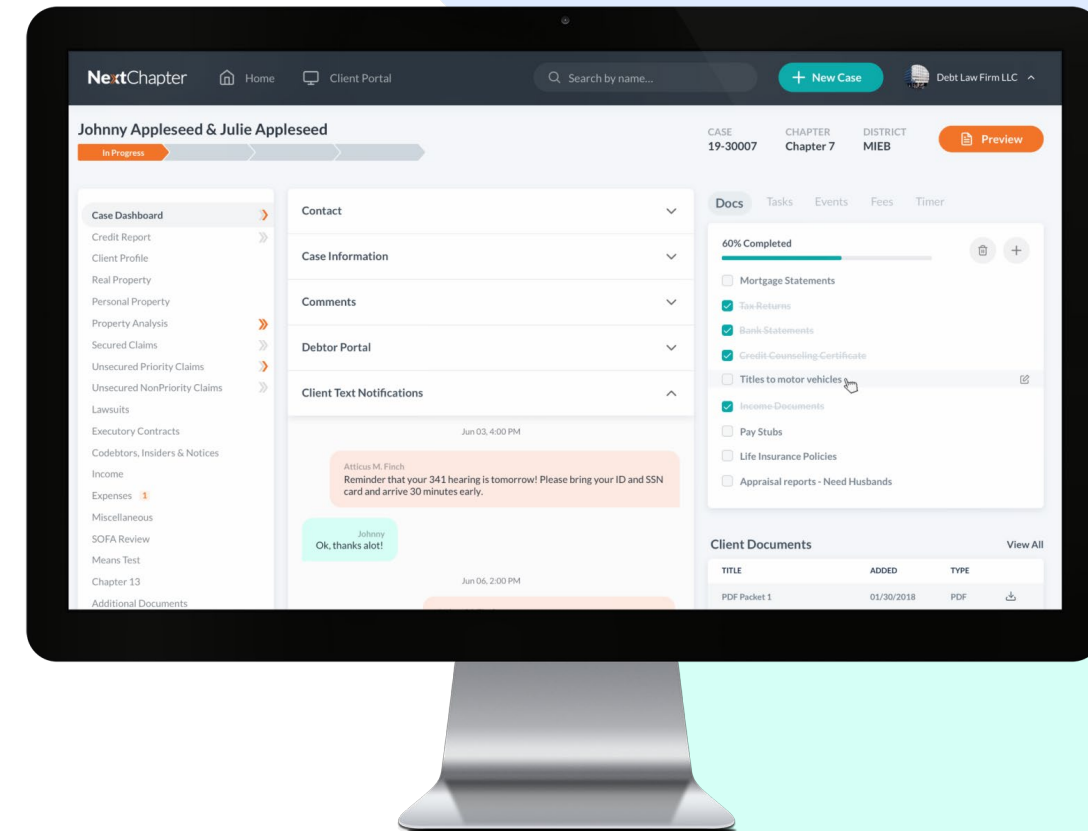 NextChapter
Home
Client Portal
Search by name...
+ New Case
Debt Law Firm LLC
Johnny Appleseed & Julie Appleseed
In Progress
CASE
19-30007
CHAPTER
Chapter 7
DISTRICT
MIEB
Preview
Case Dashboard
Credit Report
Client Profile
Real Property
Personal Property
Property Analysis
Secured Claims
Unsecured Priority Claims
Unsecured NonPriority Claims
Lawsuits
Executory Contracts
Codebtors, Insiders & Notices
Income
Expenses 1
Miscellaneous
SOFA Review
Means Test
Chapter 13
Additional Documents
Contact
Case Information
Comments
Debtor Portal
Client Text Notifications
Jun 03, 4:00 PM
Atticus M. Finch
Reminder that your 341 hearing is tomorrow! Please bring your ID and SSN
card and arrive 30 minutes early.
Johnny
Ok, thanks alot!
Jun 06, 2:00 PM
Docs Tasks Events Fees Timer
60% Completed
Mortgage Statements
Tax Returns
Bank Statements
Credit Counseling Certificate
Titles to motor vehicles
Income Documents
Pay Stubs
Life Insurance Policies
Appraisal reports - Need Husbands
Client Documents
View All
TITLE ADDED TYPE
PDF Packet 1 01/30/2018 PDF